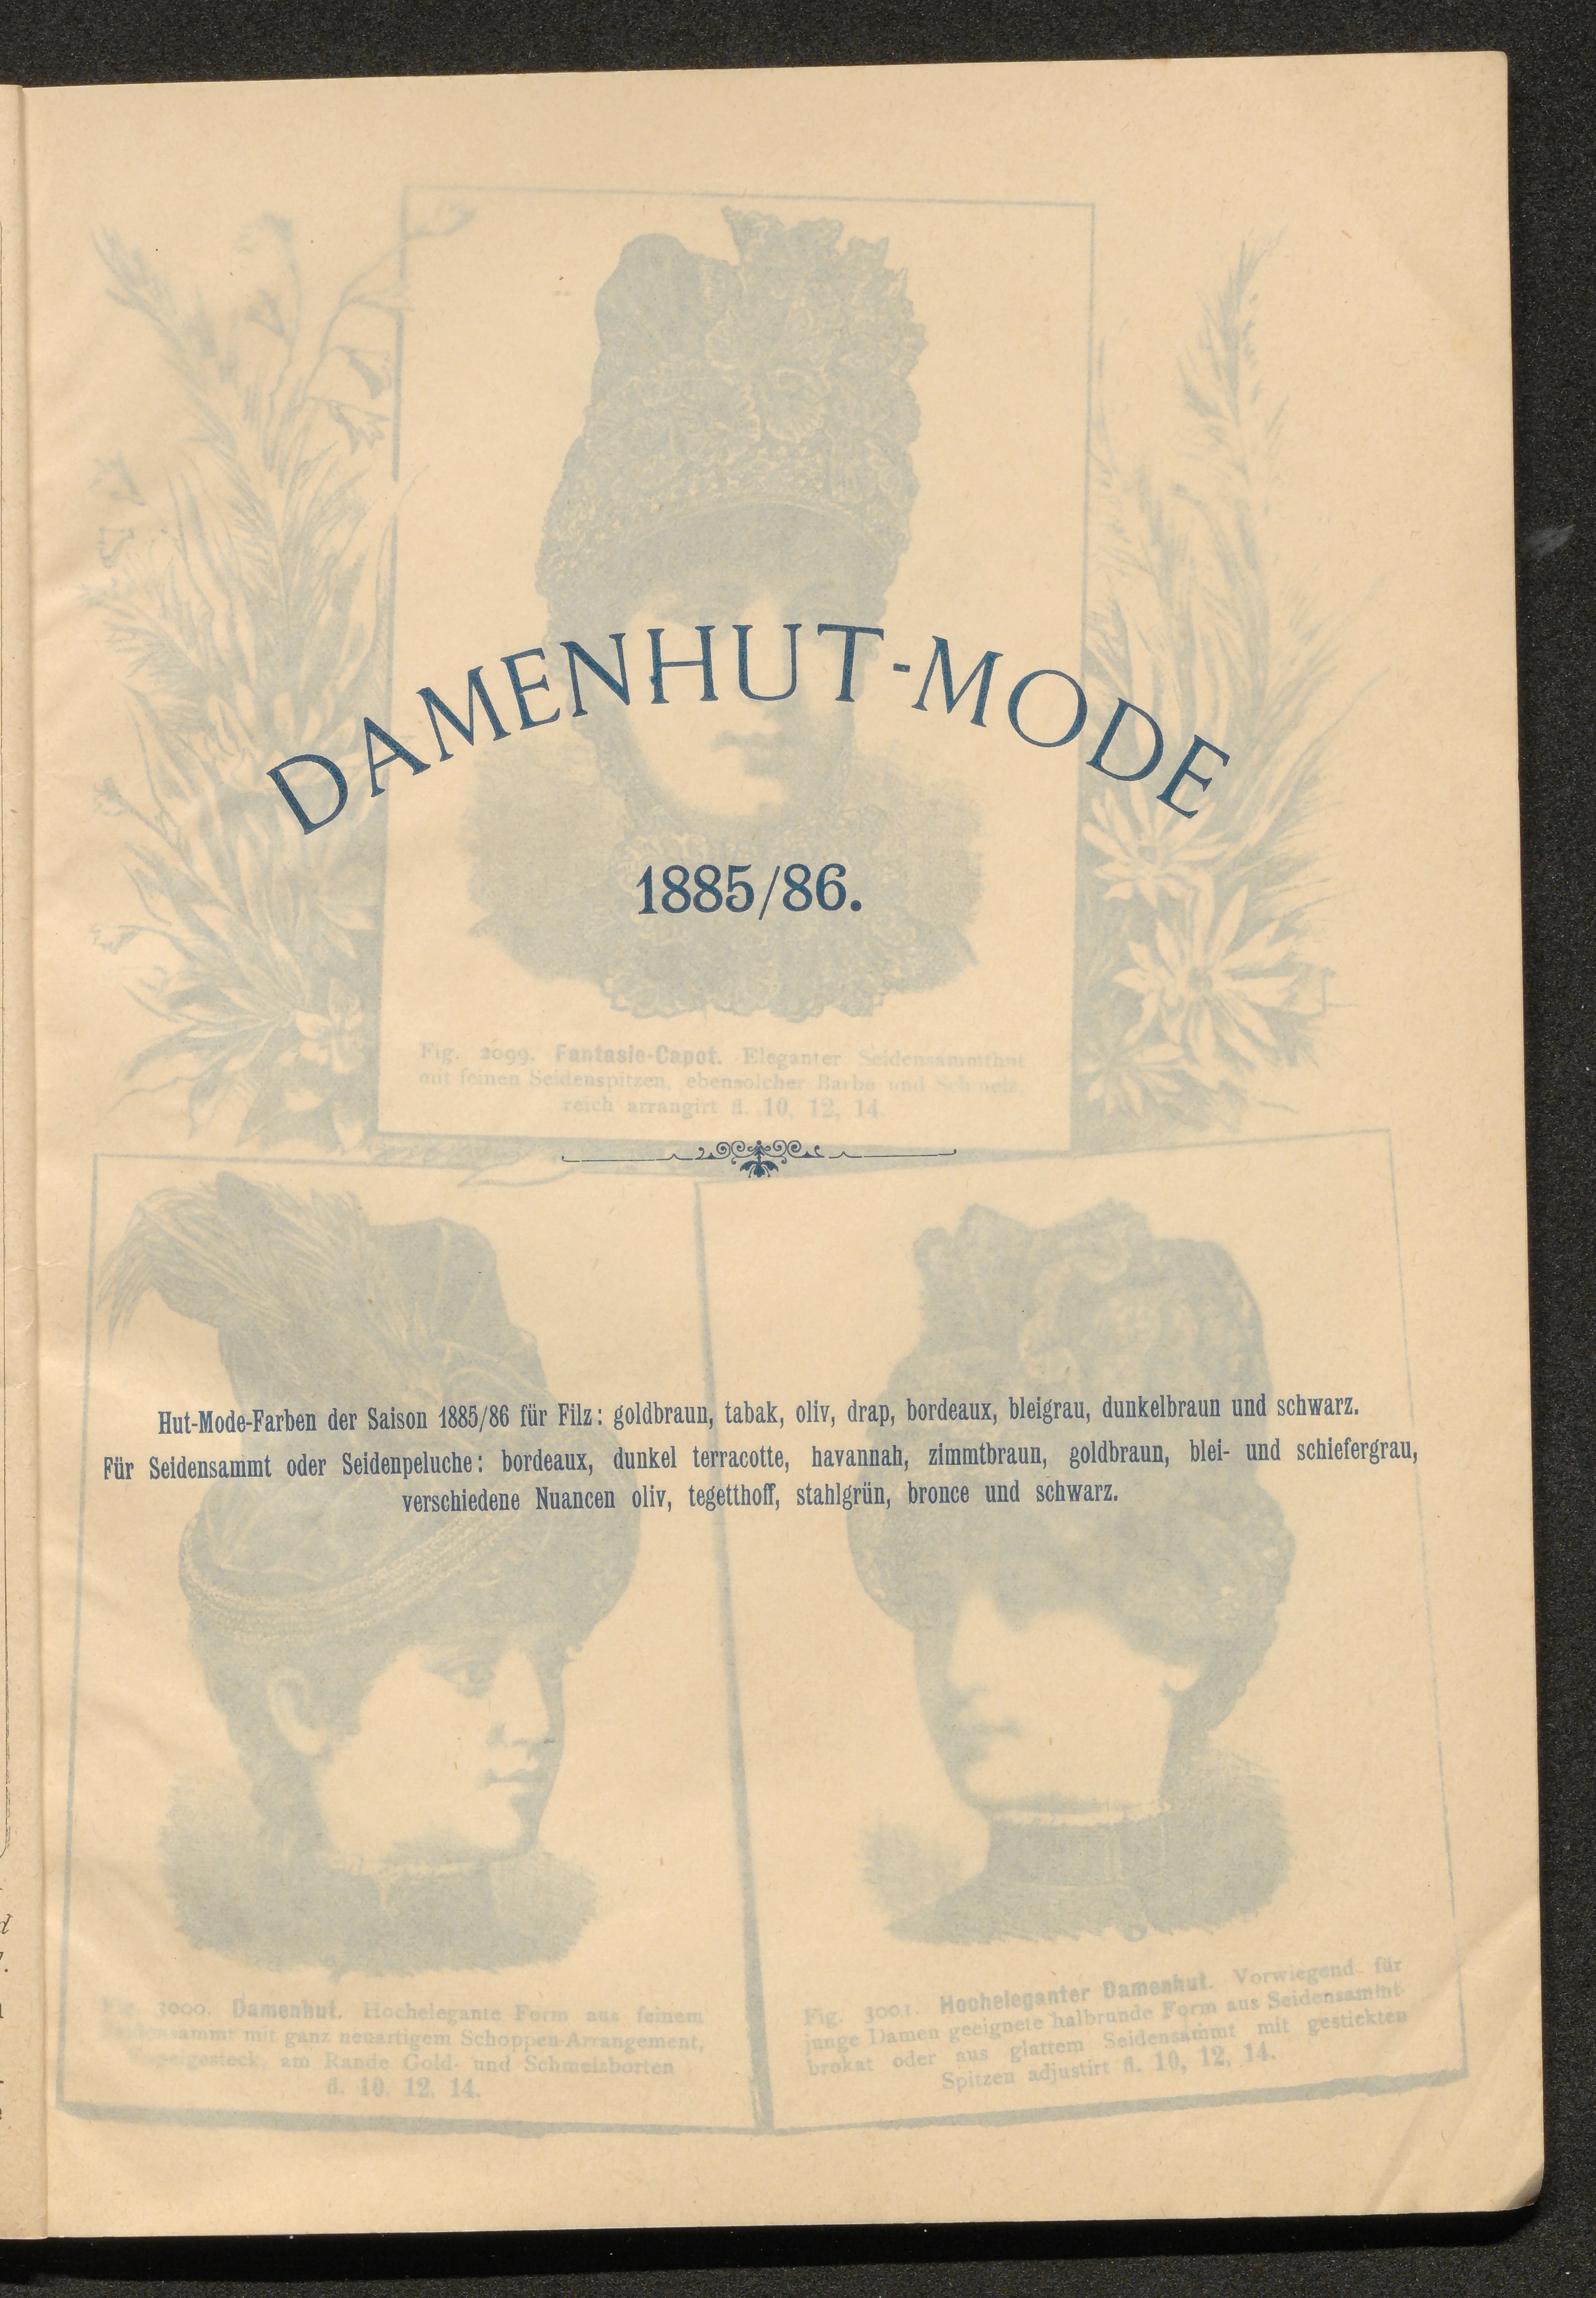 DAMENHUT-MODE
1885/86.
Fig. 2099. Fantasie-Capot. Eleganter Seidensammthut
mit feinen Seidenspitzen, ebensolcher Barbe und Schmelz,
reich arrangirt fl. 10, 12, 14.
Hut-Mode-Farben der Saison 1885/86 für Filz: goldbraun, tabak, oliv, drap, bordeaux, bleigrau, dunkelbraun und schwarz.
Für Seidensammt oder Seidenpeluche: bordeaux, dunkel terracotte, havannah, zimmtbraun, goldbraun, blei- und schiefergrau,
verschiedene Nuancen oliv, tegetthoff, stahlgrün, bronce und schwarz.
Fig. 3000. Damenhut. Hochelegante Form aus feinem
Seidensammt mit ganz neuartigem Schoppen-Arrangement,
am Rande Gold- und Schmelzborten
fl. 10, 12, 14.
Fig. 3001. Hocheleganter Damenhut. Vorwiegend für
junge Damen geeignete halbrunde Form aus Seidensammt-
brokat oder aus glattem Seidensammt mit gestickten
Spitzen adjustirt fl. 10, 12, 14.